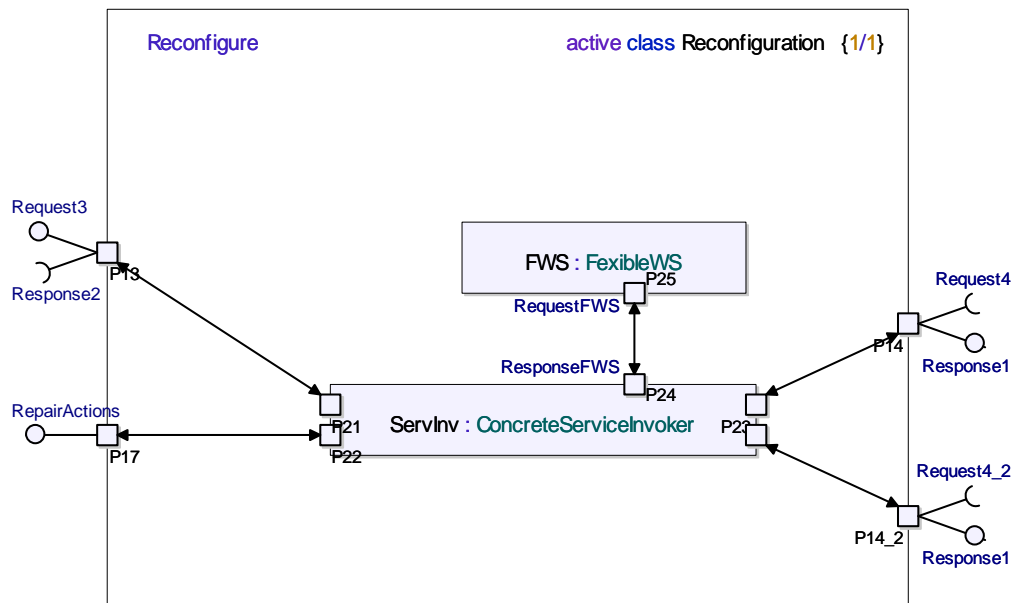 Reconfigure
active class Reconfiguration {1/1}
Request3
P13
Response2
FWS : FexibleWS
P25
RequestFWS
Request4
P14
Response1
ResponseFWS
P24
RepairActions
P17
P21
ServInv : ConcreteServiceInvoker
P23
P22
Request4_2
P14_2
Response1